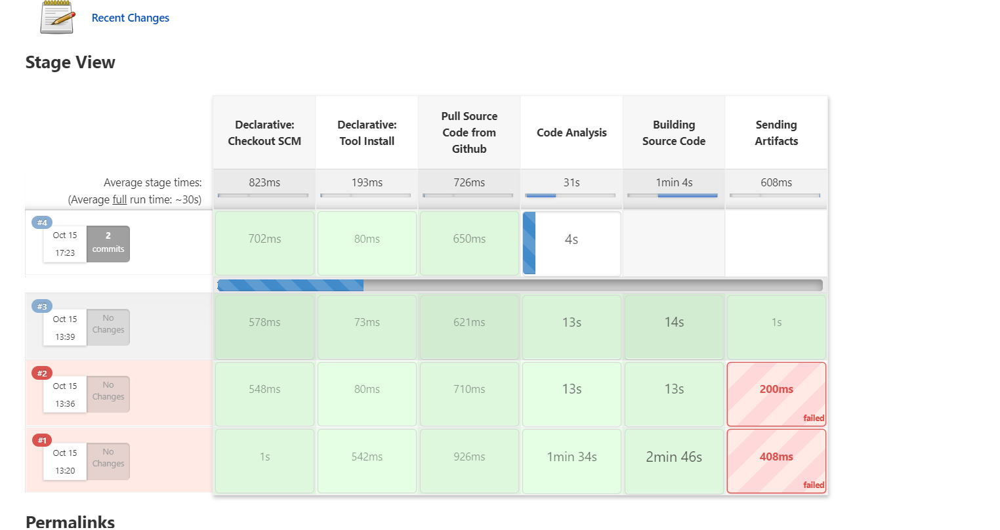 Recent Changes
Stage View
Declarative:
Checkout SCM
Declarative:
Tool Install
Pull Source
Code from
Github
Code Analysis
Building
Source Code
Sending
Artifacts
Average stage times:
(Average full run time: ~30s)
823ms
193ms
726ms
31s
1min 4s
608ms
#4
Oct 15
17:23
2
commits
702ms
80ms
650ms
4s
#3
Oct 15
13:39
No
Changes
578ms
73ms
621ms
13s
14s
1s
#2
Oct 15
13:36
No
Changes
548ms
80ms
710ms
13s
13s
200ms
failed
#1
Oct 15
13:20
No
Changes
1s
542ms
926ms
1min 34s
2min 46s
408ms
failed
Permalinks